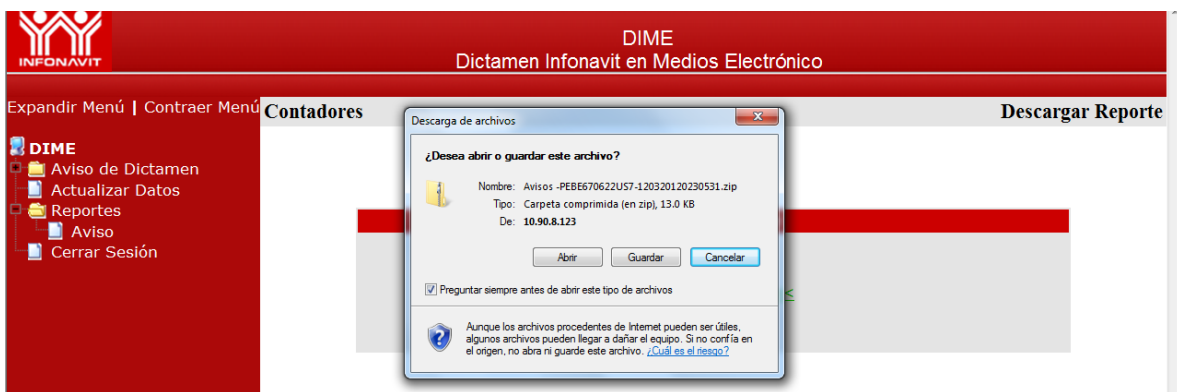 INFONAVIT
DIME
Dictamen Infonavit en Medios Electrónico
Expandir Menú | Contraer Menú
DIME
Aviso de Dictamen
Actualizar Datos
Reportes
Aviso
Cerrar Sesión
Contadores
Descargar Reporte
Descarga de archivos
¿Desea abrir o guardar este archivo?
Nombre: Avisos -PEBE670622US7-120320120230531.zip
Tipo: Carpeta comprimida (en zip), 13.0 KB
De: 10.90.8.123
Abrir Guardar Cancelar
Preguntar siempre antes de abrir este tipo de archivos
Aunque los archivos procedentes de Internet pueden ser útiles,
algunos archivos pueden llegar a dañar el equipo. Si no confía en
el origen, no abra ni guarde este archivo. ¿Cuál es el riesgo?
<